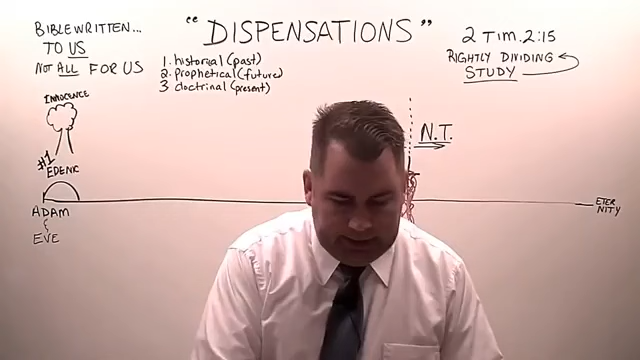 BIBLE WRITTEN...
TO US
NOT ALL FOR US
"DISPENSATIONS"
1. historial (past)
2. Prophetical (future)
3 doctrinal (present)
2 TIM. 2:15
RIGHTLY DIVIDING
STUDY
INNOCENCE
#1
EDENIC
ADAM
&
EVE
N.T.
ETER
NITY